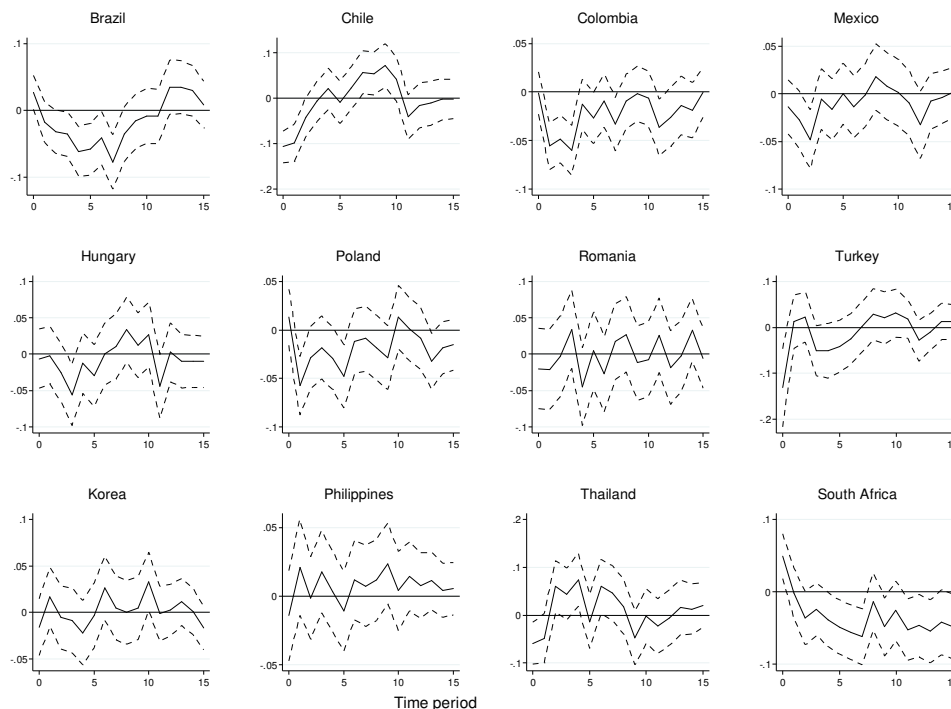 Brazil
.1
0
-.1
0 5 10 15
Chile
.1
0
-.1
-.2
0 5 10 15
Colombia
.05
0
-.05
-.1
0 5 10 15
Mexico
.05
0
-.05
-.1
0 5 10
Hungary
.1
.05
0
-.05
-.1
0 5 10 15
Poland
.05
0
-.05
-.1
0 5 10 15
Romania
.1
.05
0
-.05
-.1
0 5 10 15
Turkey
.1
0
-.1
-.2
0 5 10
Korea
.1
.05
0
-.05
0 5 10 15
Philippines
.05
0
-.05
0 5 10 15
Thailand
.2
.1
0
-.1
0 5 10 15
South Africa
.1
0
-.1
0 5 10
Time period